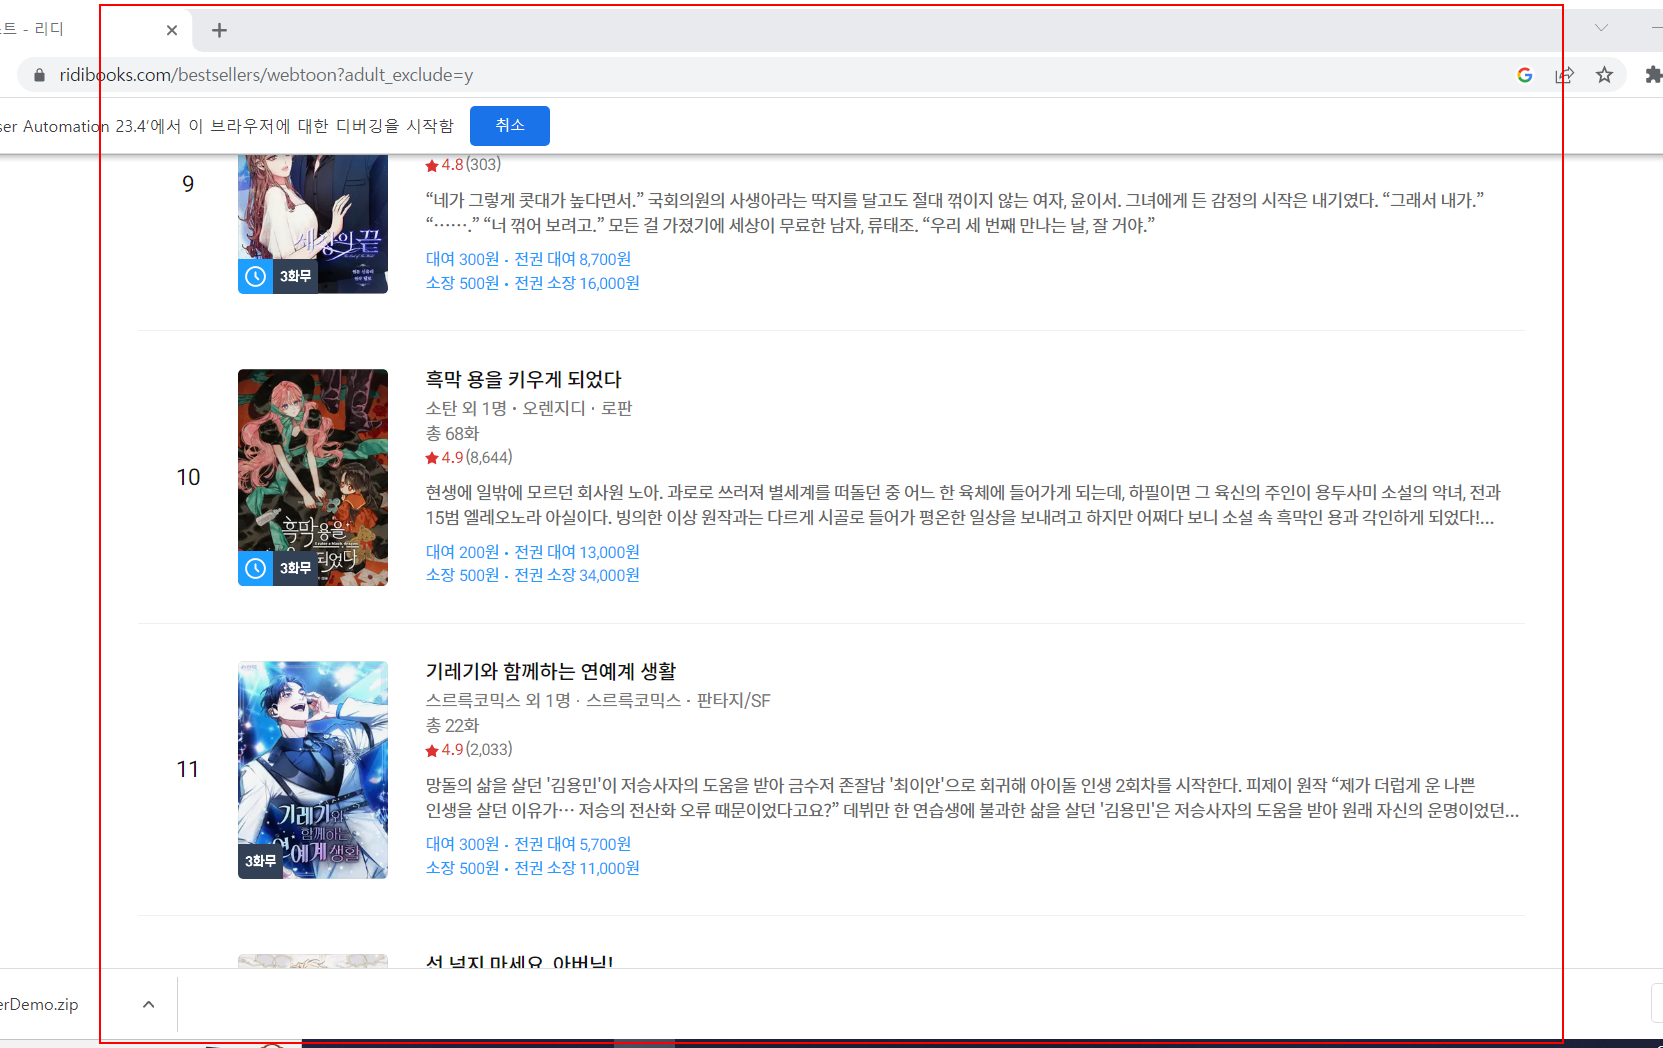 스트 - 리디
ridibooks.com/bestsellers/webtoon?adult_exclude=y
ser Automation 23.4'에서 이 브라우저에 대한 디버깅을 시작함
취소
9
세상의 끝
3화무
4.8(303)
“네가 그렇게 콧대가 높다면서.” 국회의원의 사생아라는 딱지를 달고도 절대 꺾이지 않는 여자, 윤이서. 그녀에게 든 감정의 시작은 내기였다. “그래서 내가.”
“…….” “너 꺾어 보려고.” 모든 걸 가졌기에 세상이 무료한 남자, 류태조. “우리 세 번째 만나는 날, 잘 거야.”
대여 300원 • 전권 대여 8,700원
소장 500원 • 전권 소장 16,000원
10
흑막 용을
되었다
3화무
흑막 용을 키우게 되었다
소탄 외 1명 · 오렌지디 · 로판
총 68화
4.9(8,644)
현생에 일밖에 모르던 회사원 노아. 과로로 쓰러져 별세계를 떠돌던 중 어느 한 육체에 들어가게 되는데, 하필이면 그 육신의 주인이 용두사미 소설의 악녀, 전과
15범 엘레오노라 아실이다. 빙의한 이상 원작과는 다르게 시골로 들어가 평온한 일상을 보내려고 하지만 어쩌다 보니 소설 속 흑막인 용과 각인하게 되었다!...
대여 200원 • 전권 대여 13,000원
소장 500원 • 전권 소장 34,000원
11
기레기와
함께하는
연예계 생활
3화무
기레기와 함께하는 연예계 생활
스르륵코믹스 외 1명 · 스르륵코믹스 · 판타지/SF
총 22화
4.9(2,033)
망돌의 삶을 살던 '김용민'이 저승사자의 도움을 받아 금수저 존잘남 '최이안'으로 회귀해 아이돌 인생 2회차를 시작한다. 피제이 원작 “제가 더럽게 운 나쁜
인생을 살던 이유가… 저승의 전산화 오류 때문이었다고요?” 데뷔만 한 연습생에 불과한 삶을 살던 '김용민'은 저승사자의 도움을 받아 원래 자신의 운명이었던...
대여 300원 • 전권 대여 5,700원
소장 500원 • 전권 소장 11,000원
선 넘지 마세요, 아버님!
erDemo.zip